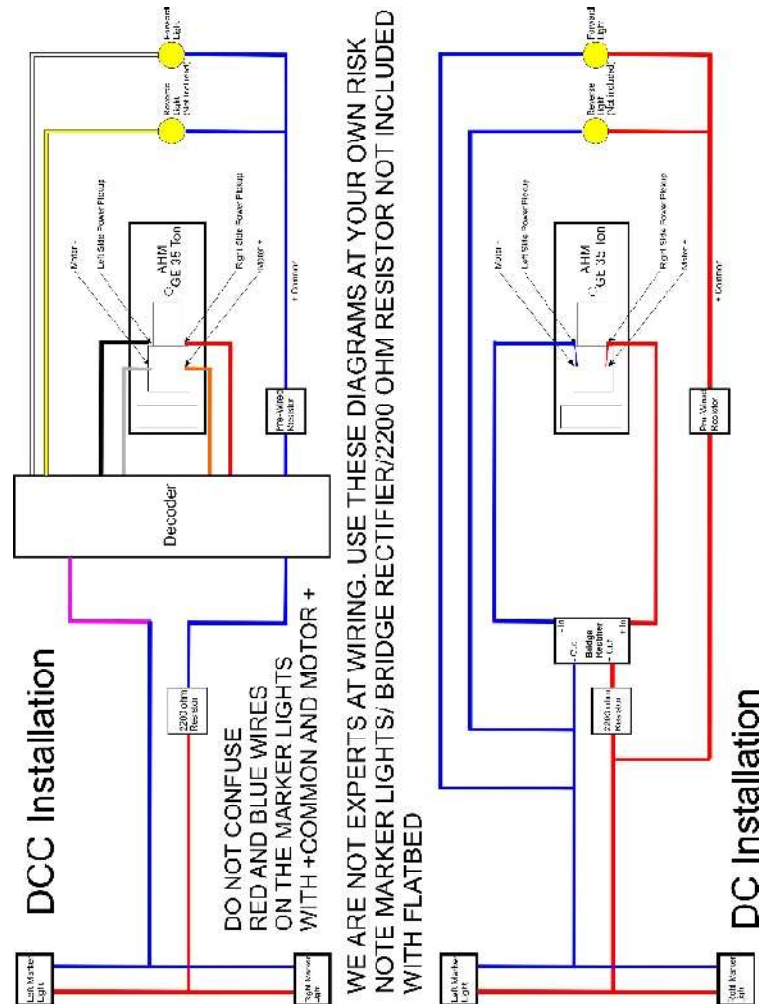 DCC Installation
Left Marker
Light
Right Marker
Light
DO NOT CONFUSE
RED AND BLUE WIRES
ON THE MARKER LIGHTS
WITH +COMMON AND MOTOR +
2200 ohm
Resistor
Decoder
Pre-Wired
Resistor
Motor -
Left Side Power Pickup
AHM
GE 35 Ton
Right Side Power Pickup
Motor +
+ Common
Reverse
Light
(Not Included)
Forward
Light
WE ARE NOT EXPERTS AT WIRING. USE THESE DIAGRAMS AT YOUR OWN RISK
NOTE MARKER LIGHTS/ BRIDGE RECTIFIER/2200 OHM RESISTOR NOT INCLUDED
WITH FLATBED
Left Marker
Light
Right Marker
Light
2200 ohm
Resistor
- In
- Out
Bridge
Rectifier
+ In
Pre-Wired
Resistor
Motor -
Left Side Power Pickup
AHM
GE 35 Ton
Right Side Power Pickup
Motor +
+ Common
Reverse
Light
(Not Included)
Forward
Light
DC Installation